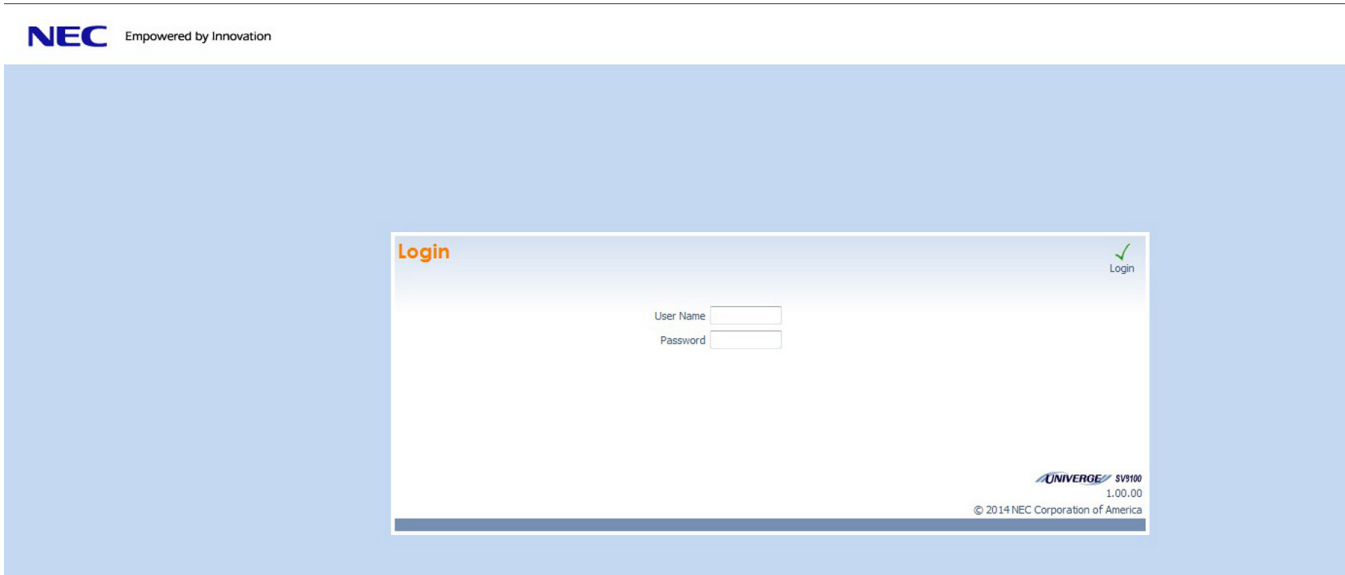 NEC Empowered by Innovation
Login
Login
User Name
Password
UNIVERGE SV9100
1.00.00
© 2014 NEC Corporation of America